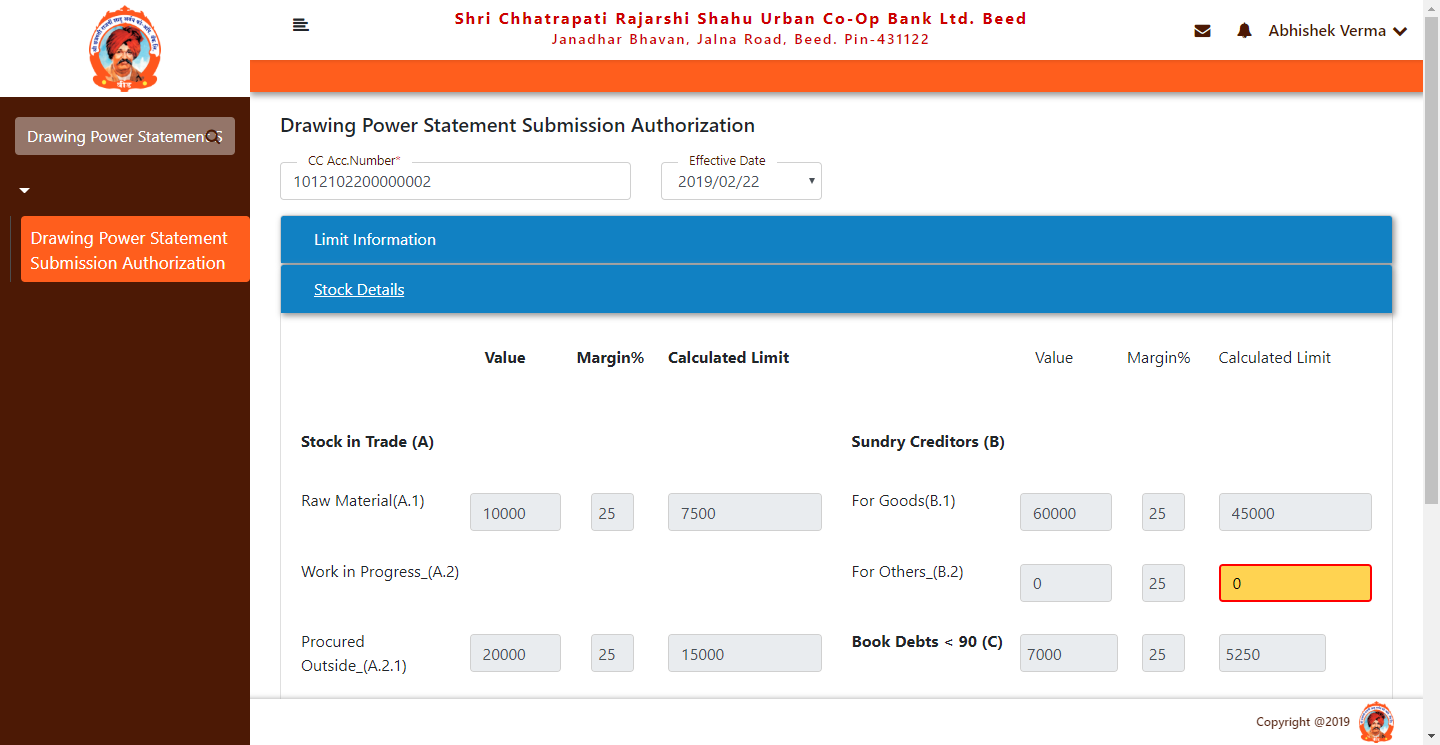 Shri Chhatrapati Rajarshi Shahu Urban Co-Op Bank Ltd. Beed
Janadhar Bhavan, Jalna Road, Beed. Pin-431122
Abhishek Verma
Drawing Power Statement S
Drawing Power Statement
Submission Authorization
Drawing Power Statement Submission Authorization
CC Acc.Number*
1012102200000002
Effective Date
2019/02/22
Limit Information
Stock Details
Value Margin% Calculated Limit Value Margin% Calculated Limit
Stock in Trade (A) Sundry Creditors (B)
Raw Material(A.1) 10000 25 7500 For Goods(B.1) 60000 25 45000
Work in Progress_(A.2) For Others_(B.2) 0 25 0
Procured
Outside_(A.2.1) 20000 25 15000 Book Debts < 90 (C) 7000 25 5250
Copyright @2019